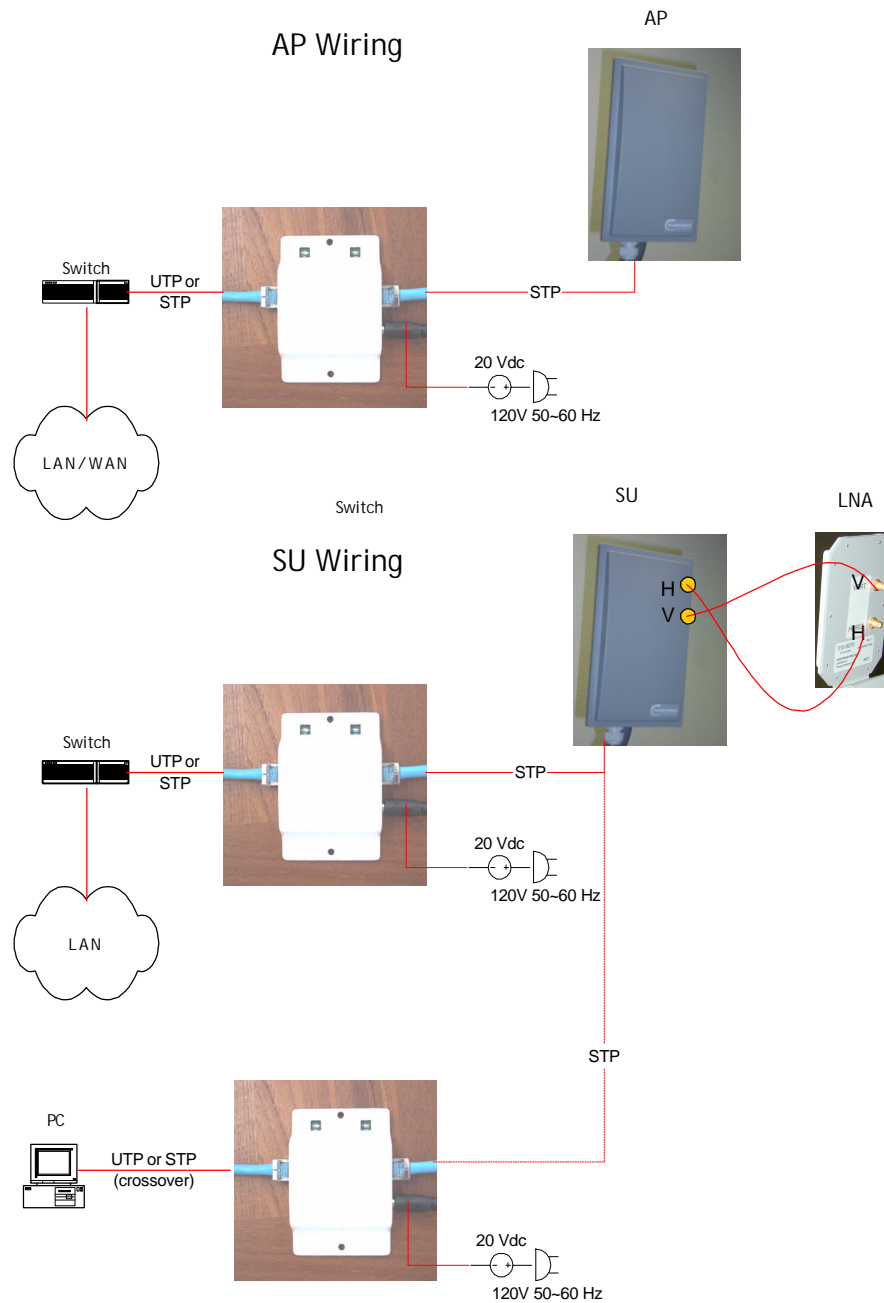 AP
AP Wiring
Switch
UTP or
STP
STP
20 Vdc
- +
120V 50~60 Hz
LAN/WAN
SU
LNA
Switch
SU Wiring
H
V
V
H
Switch
UTP or
STP
STP
20 Vdc
- +
120V 50~60 Hz
LAN
STP
PC
UTP or STP
(crossover)
20 Vdc
- +
120V 50~60 Hz